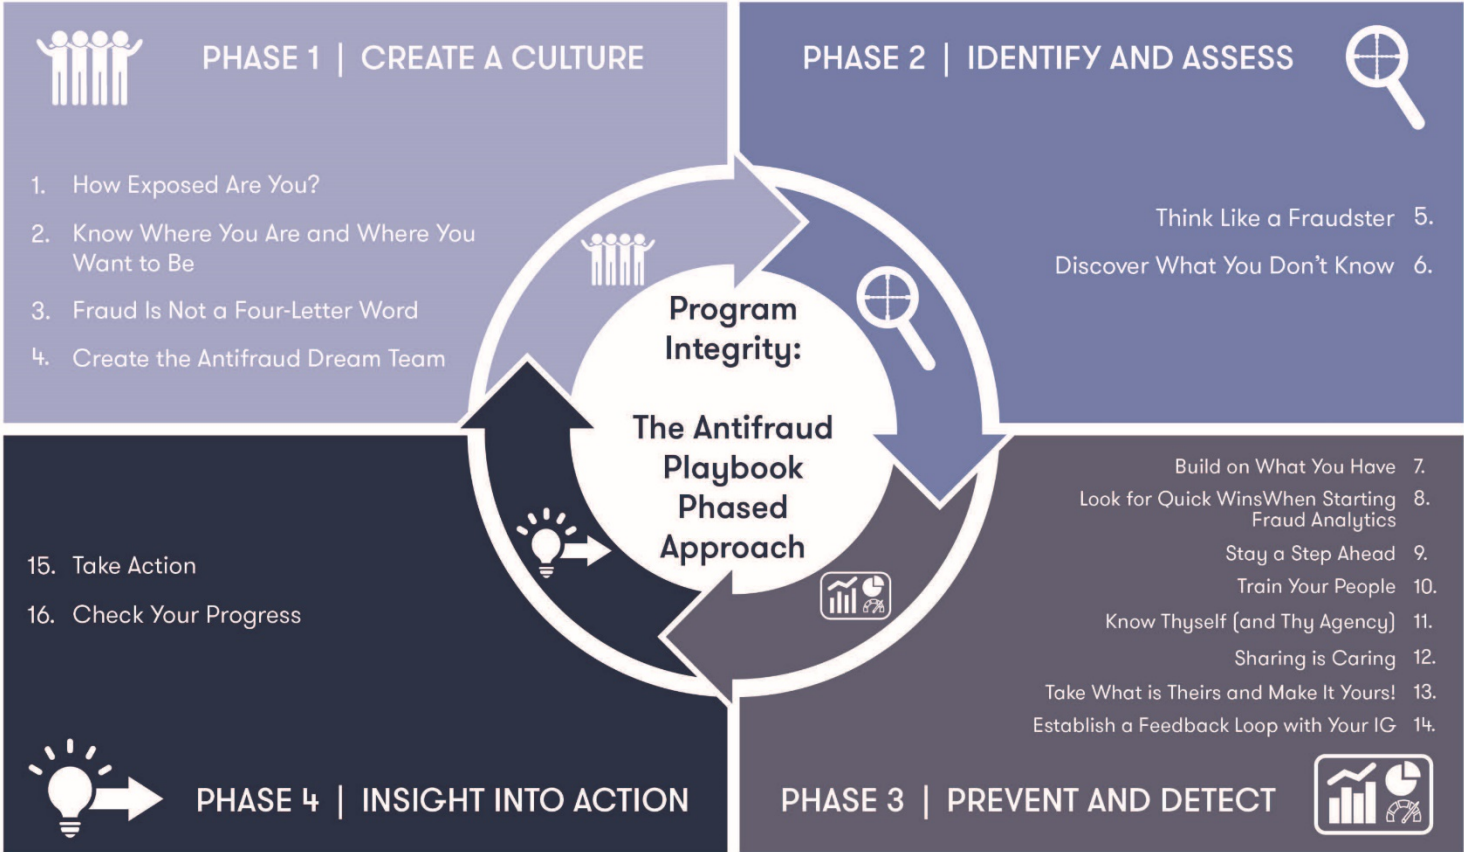 PHASE 1 | CREATE A CULTURE
1. How Exposed Are You?
2. Know Where You Are and Where You
Want to Be
3. Fraud Is Not a Four-Letter Word
4. Create the Antifraud Dream Team
PHASE 2 | IDENTIFY AND ASSESS
Think Like a Fraudster 5.
Discover What You Don't Know 6.
Program
Integrity:
The Antifraud
Playbook
Phased
Approach
Build on What You Have 7.
Look for Quick WinsWhen Starting 8.
Fraud Analytics
Stay a Step Ahead 9.
Train Your People 10.
Know Thyself (and Thy Agency) 11.
Sharing is Caring 12.
Take What is Theirs and Make It Yours! 13.
Establish a Feedback Loop with Your IG 14.
PHASE 3 | PREVENT AND DETECT
15. Take Action
16. Check Your Progress
PHASE 4 | INSIGHT INTO ACTION